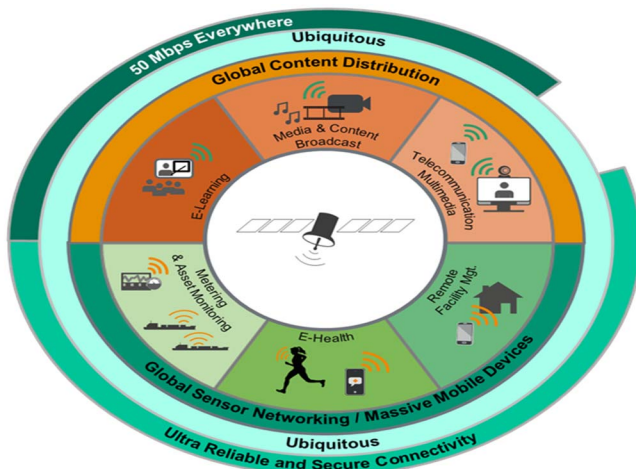 50 Mbps Everywhere
Ubiquitous
Global Content Distribution
Media & Content
Broadcast
E-Learning
Telecommunication
Multimedia
Metering
& Asset Monitoring
E-Health
Remote
Facility Mgt.
Global Sensor Networking / Massive Mobile Devices
Ubiquitous
Ultra Reliable and Secure Connectivity